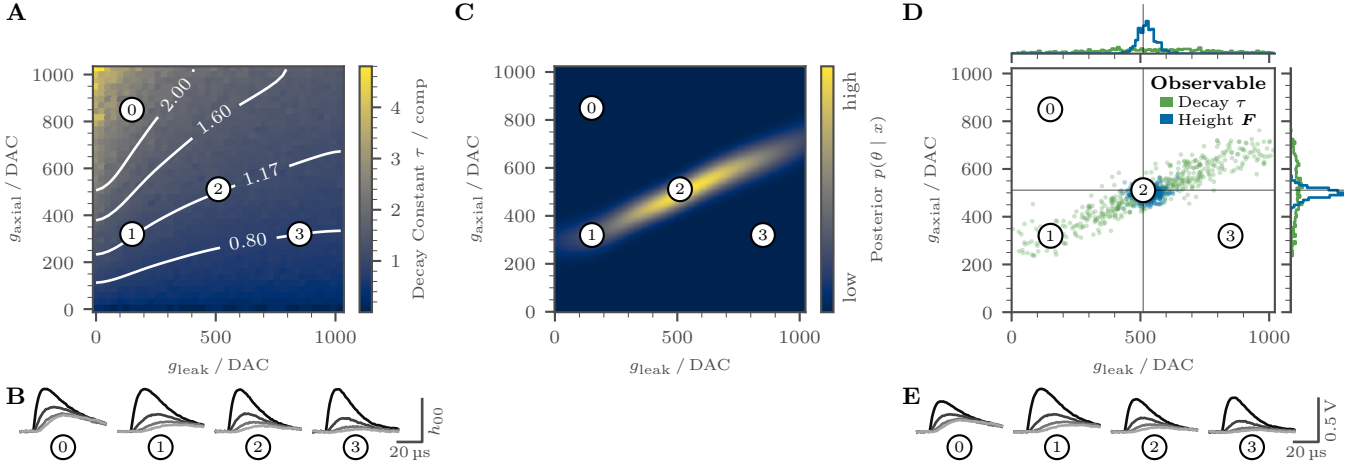 A
1000
800
600
400
200
0
g_axial / DAC
0
500
1000
g_leak / DAC
2.00
1.60
1.17
0.80
0
1
2
3
4
3
2
1
Decay Constant τ / comp
B
0
1
2
3
h₀₀
20 µs
C
1000
800
600
400
200
0
g_axial / DAC
0
500
1000
g_leak / DAC
0
1
2
3
high
low
Posterior p(θ | x)
D
1000
800
600
400
200
0
g_axial / DAC
0
500
1000
g_leak / DAC
Observable
Decay τ
Height F
0
1
2
3
E
0
1
2
3
0.5 V
20 µs